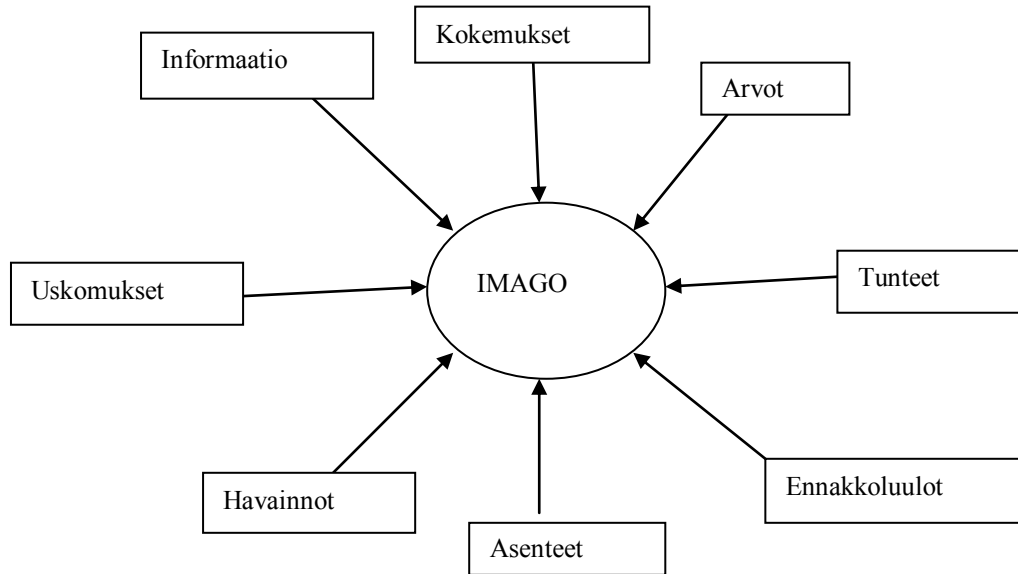 Kokemukset
Informaatio
Arvot
IMAGO
Uskomukset
Tunteet
Havainnot
Ennakkoluulot
Asenteet